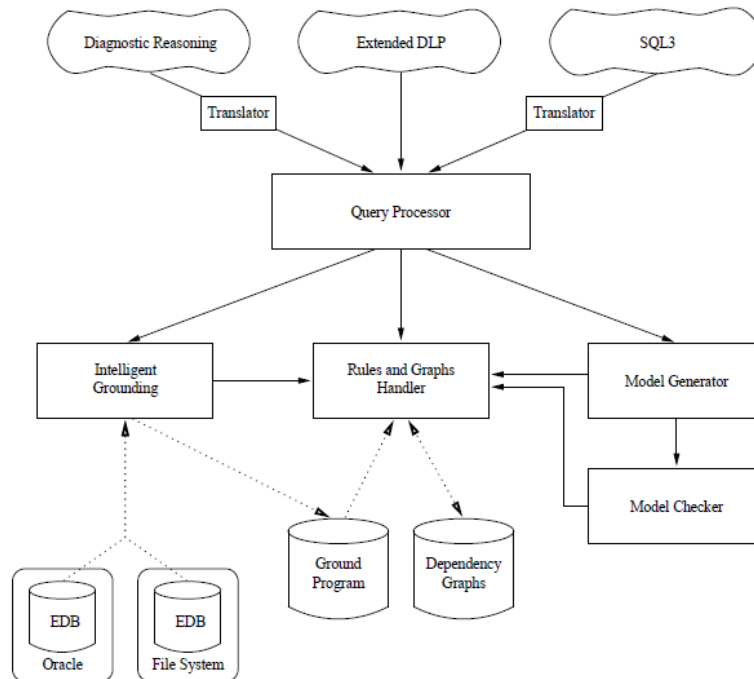 Diagnostic Reasoning
Extended DLP
SQL3
Translator
Translator
Query Processor
Intelligent
Grounding
Rules and Graphs
Handler
Model Generator
Model Checker
Ground
Program
Dependency
Graphs
EDB
EDB
Oracle
File System